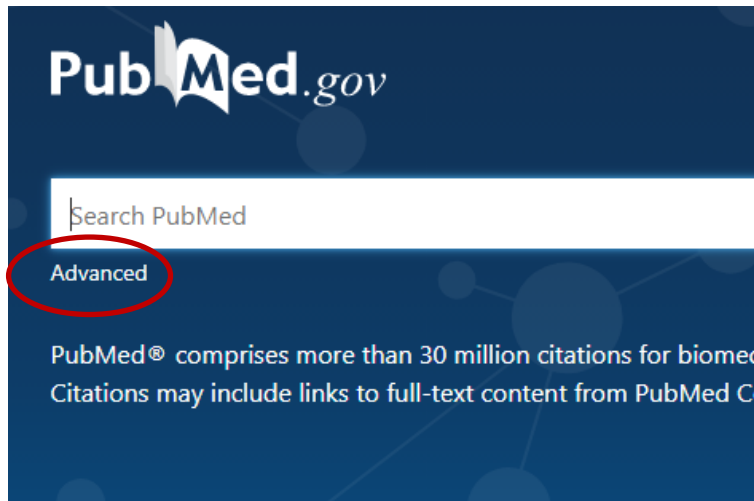 PubMed.gov
Search PubMed
Advanced
PubMed® comprises more than 30 million citations for
Citations may include links to full-text content from PubMed